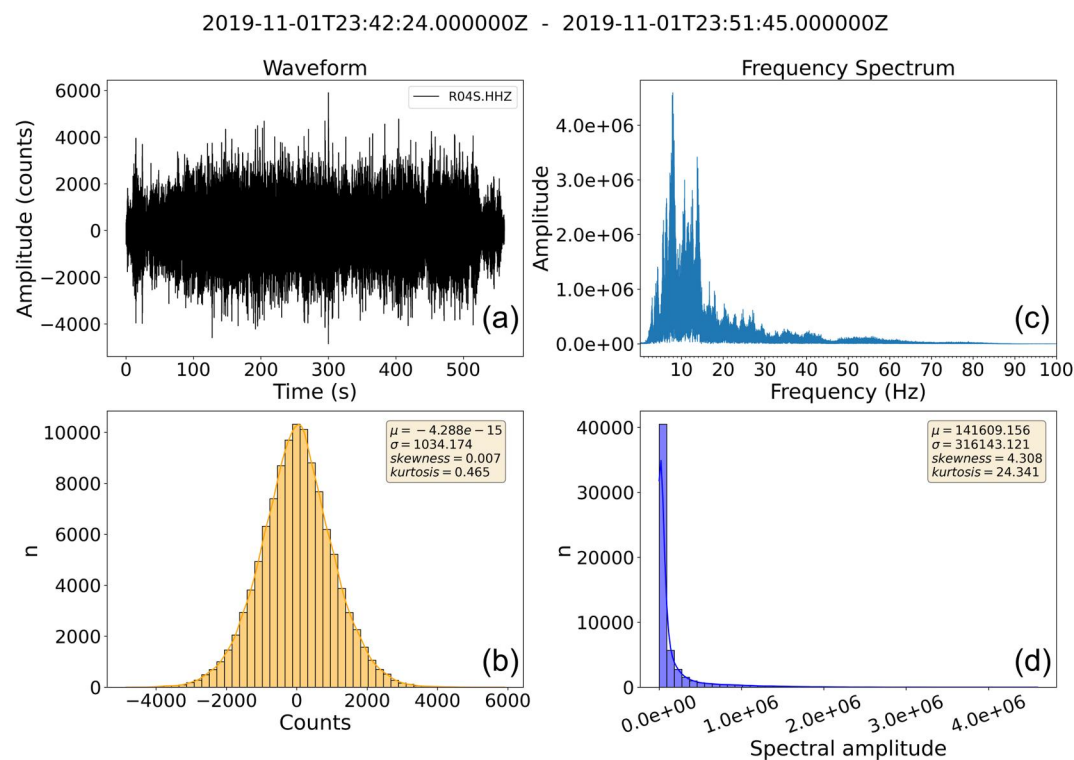 2019-11-01T23:42:24.000000Z - 2019-11-01T23:51:45.000000Z
Waveform
R04S.HHZ
Amplitude (counts)
6000
4000
2000
0
−2000
−4000
0 100 200 300 400 500
Time (s)
(a)
Frequency Spectrum
Amplitude
4.0e+06
3.0e+06
2.0e+06
1.0e+06
0.0e+00
10 20 30 40 50 60 70 80 90 100
Frequency (Hz)
(c)
n
10000
8000
6000
4000
2000
0
μ = − 4.288e − 15
σ = 1034.174
skewness = 0.007
kurtosis = 0.465
−4000 −2000 0 2000 4000 6000
Counts
(b)
n
40000
30000
20000
10000
0
μ = 141609.156
σ = 316143.121
skewness = 4.308
kurtosis = 24.341
0.0e+00 1.0e+06 2.0e+06 3.0e+06 4.0e+06
Spectral amplitude
(d)